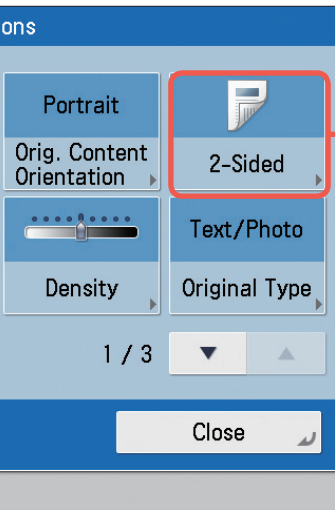 ons
Portrait
Orig. Content
Orientation
2-Sided
Density
Text/Photo
Original Type
1 / 3
Close